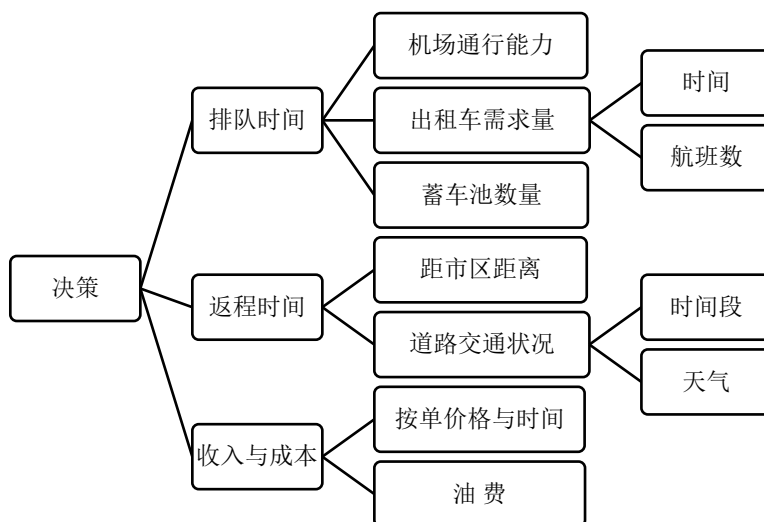 机场通行能力
时间
排队时间
出租车需求量
航班数
蓄车池数量
决策
距市区距离
返程时间
时间段
道路交通状况
天气
按单价格与时间
收入与成本
油 费